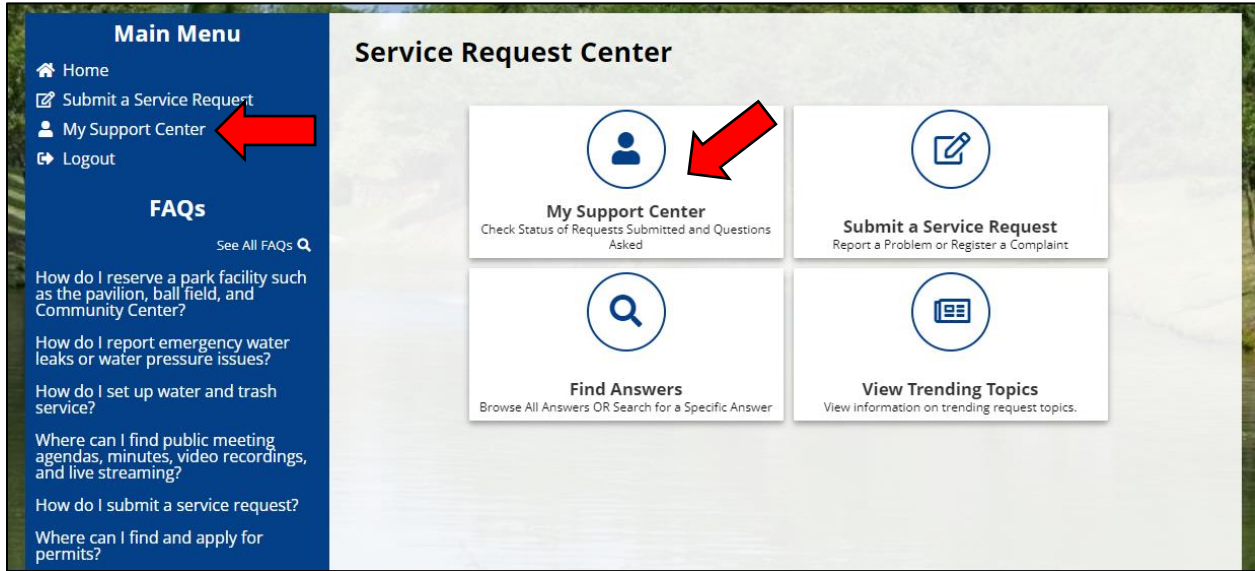 Main Menu
Home
Submit a Service Request
My Support Center
Logout
FAQs
See All FAQs
How do I reserve a park facility such
as the pavilion, ball field, and
Community Center?
How do I report emergency water
leaks or water pressure issues?
How do I set up water and trash
service?
Where can I find public meeting
agendas, minutes, video recordings,
and live streaming?
How do I submit a service request?
Where can I find and apply for
permits?
Service Request Center
My Support Center
Check Status of Requests Submitted and Questions
Asked
Submit a Service Request
Report a Problem or Register a Complaint
Find Answers
Browse All Answers OR Search for a Specific Answer
View Trending Topics
View information on trending request topics.